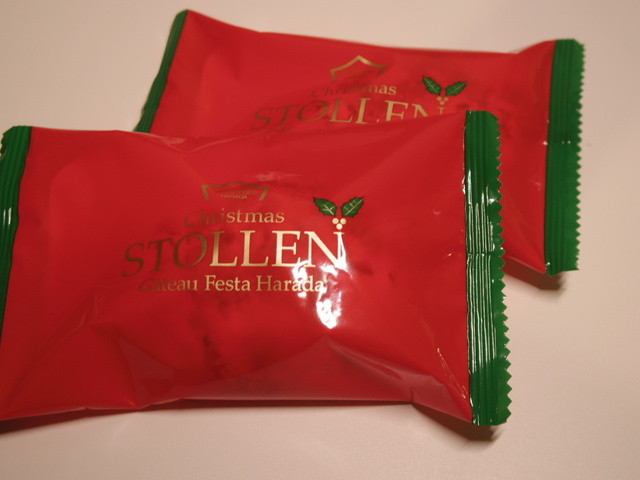 Christmas
STOLLEN
Christmas
STOLLEN
Gateau Festa Harada